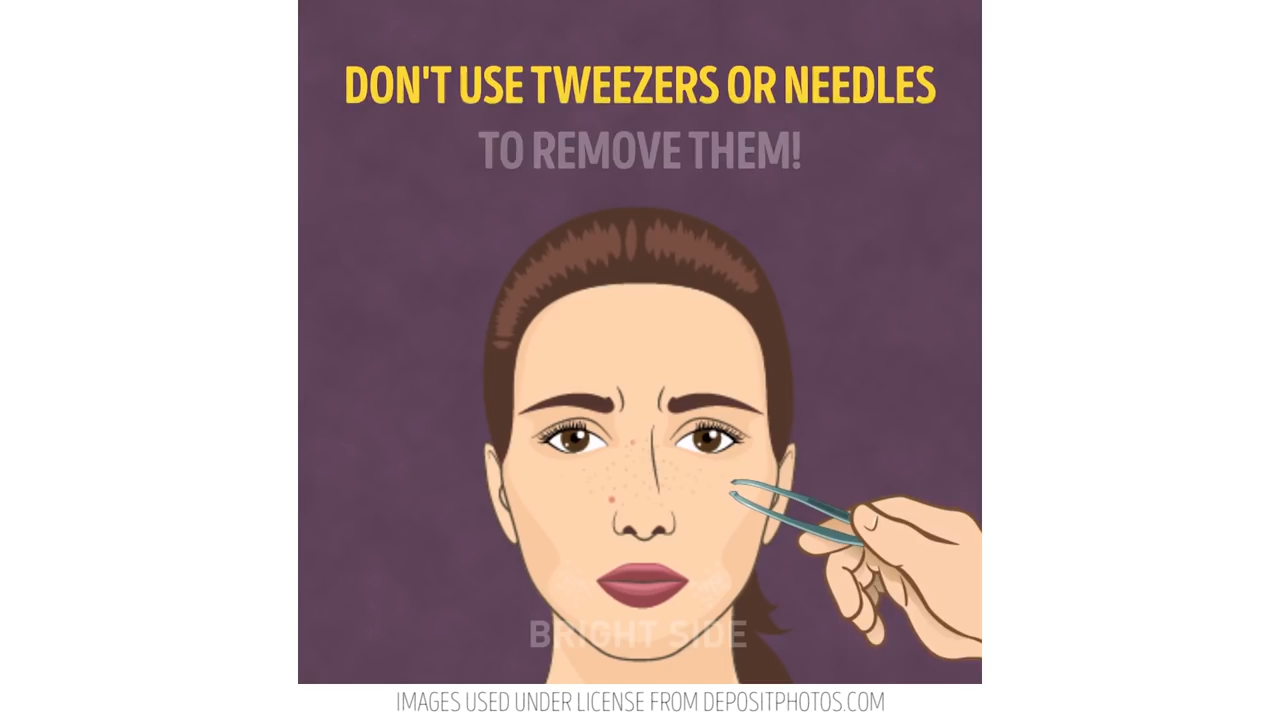 DON'T USE TWEEZERS OR NEEDLES
TO REMOVE THEM!
BRIGHT SIDE
IMAGES USED UNDER LICENSE FROM DEPOSITPHOTOS.COM